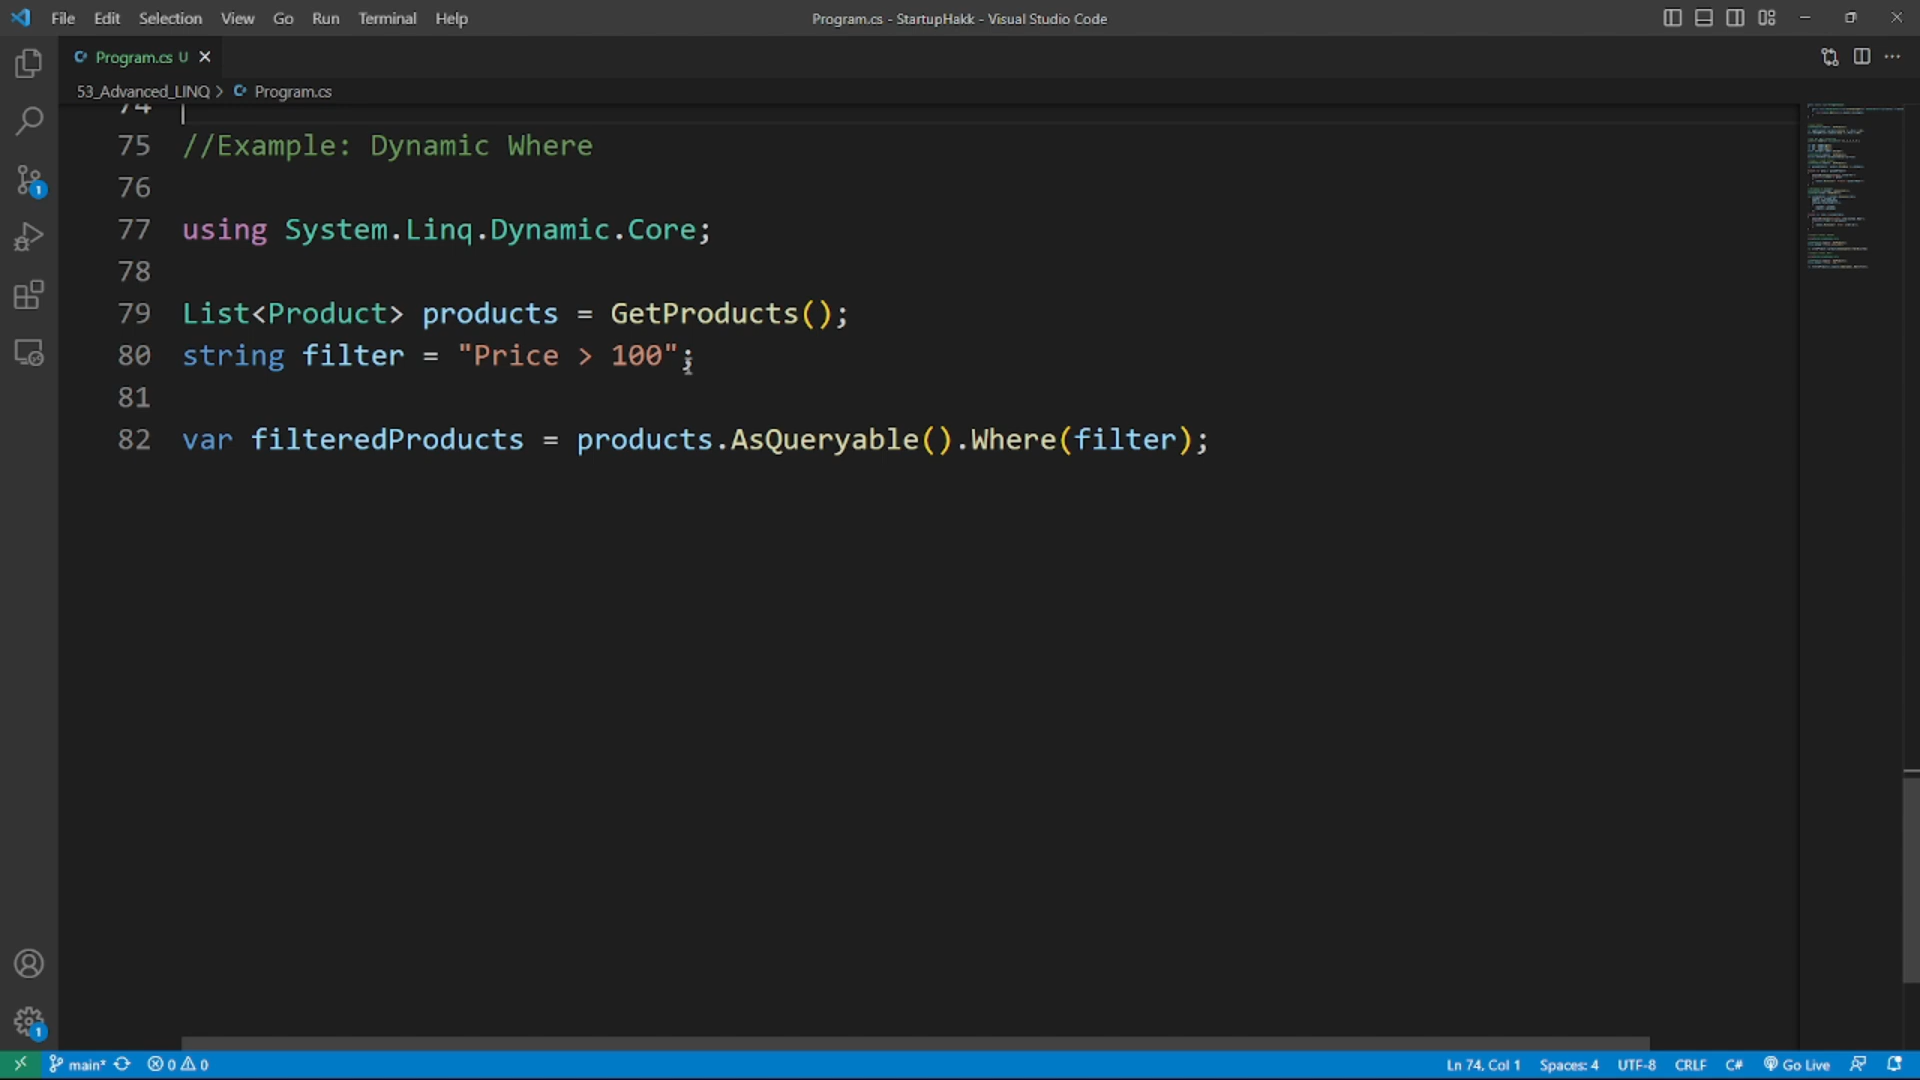 File Edit Selection View Go Run Terminal Help Program.cs - StartupHakk - Visual Studio Code
Program.cs U
53_Advanced_LINQ > Program.cs
74
75 //Example: Dynamic Where
76
77 using System.Linq.Dynamic.Core;
78
79 List<Product> products = GetProducts();
80 string filter = "Price > 100";
81
82 var filteredProducts = products.AsQueryable().Where(filter);
1
1
main* 0 0 Ln 74, Col 1 Spaces: 4 UTF-8 CRLF C# Go Live